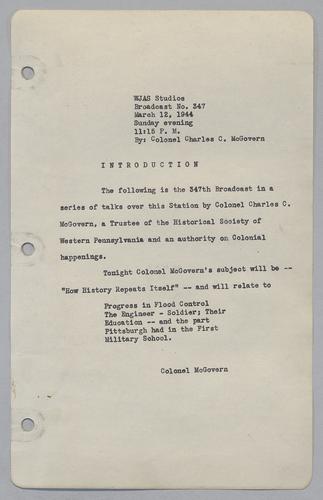 WJAS Studios
Broadcast No. 347
March 12, 1944
Sunday evening
11:15 P. M.
By: Colonel Charles C. McGovern
I N T R O D U C T I O N
The following is the 347th Broadcast in a
series of talks over this Station by Colonel Charles C.
McGovern, a Trustee of the Historical Society of
Western Pennsylvania and an authority on Colonial
happenings.
Tonight Colonel McGovern's subject will be --
"How History Repeats Itself" -- and will relate to
Progress in Flood Control
The Engineer - Soldier; Their
Education -- and the part
Pittsburgh had in the First
Military School.
Colonel McGovern